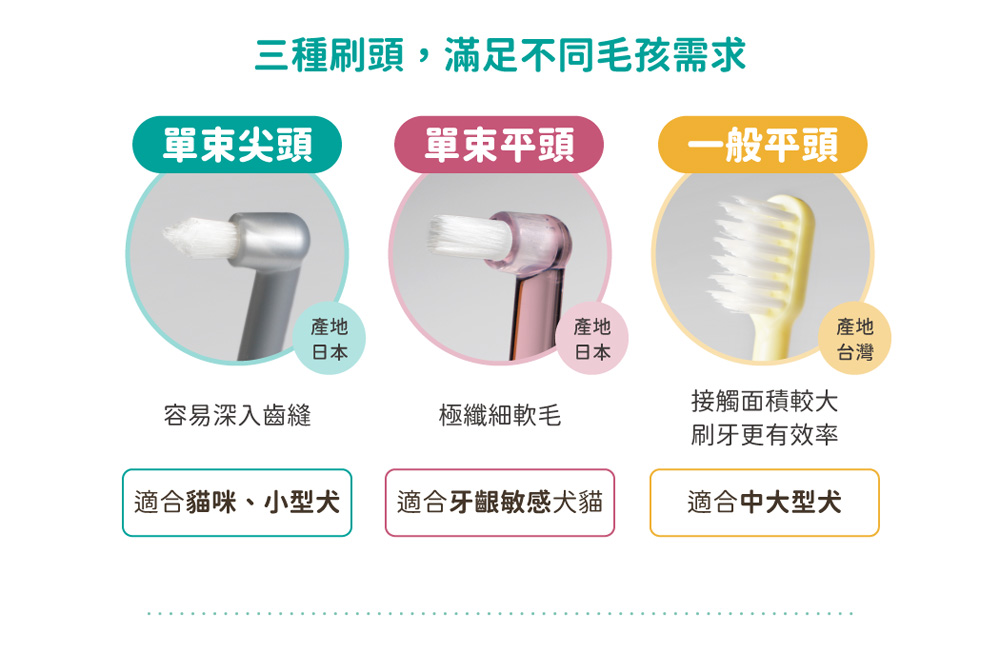 三種刷頭，滿足不同毛孩需求
單束尖頭
產地
日本
容易深入齒縫
適合貓咪、小型犬
單束平頭
產地
日本
極纖細軟毛
適合牙齦敏感犬貓
一般平頭
產地
台灣
接觸面積較大
刷牙更有效率
適合中大型犬